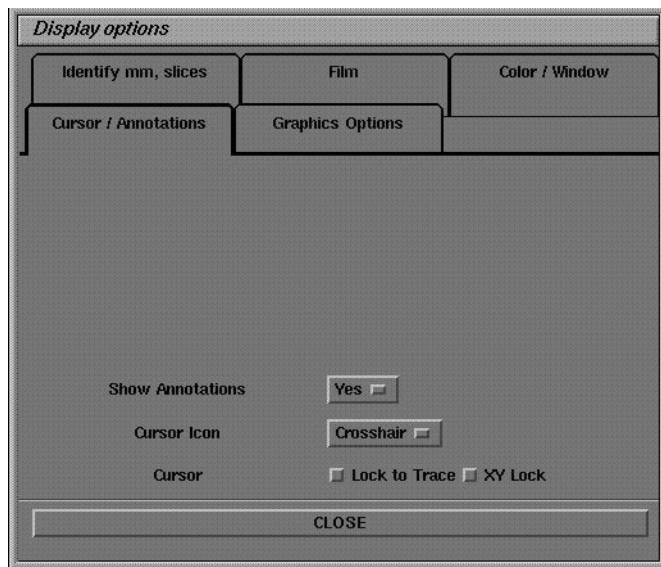 Display options
Identify mm, slices Film Color / Window
Cursor / Annotations Graphics Options
Show Annotations Yes
Cursor Icon Crosshair
Cursor Lock to Trace XY Lock
CLOSE